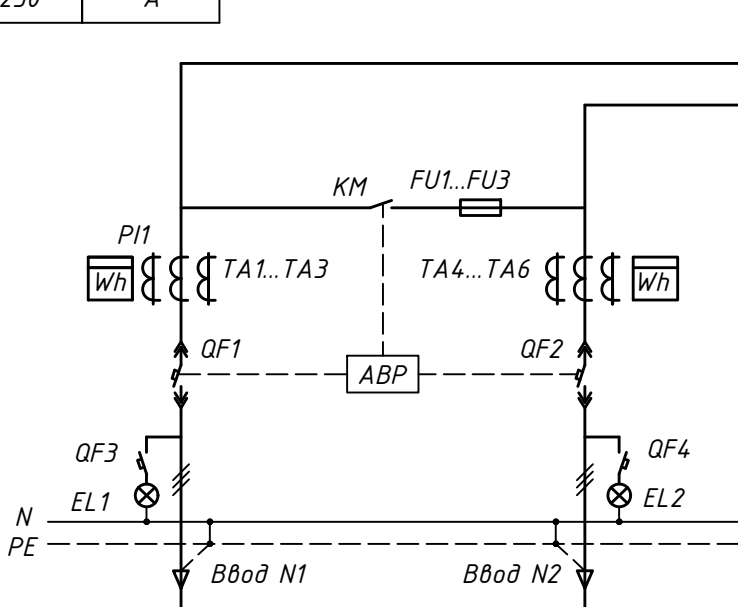 250 А
KM FU1...FU3
PI1
Wh TA1...TA3 TA4...TA6 Wh
QF1 QF2
АВР
QF3 QF4
EL1 EL2
N
PE
Ввод N1 Ввод N2